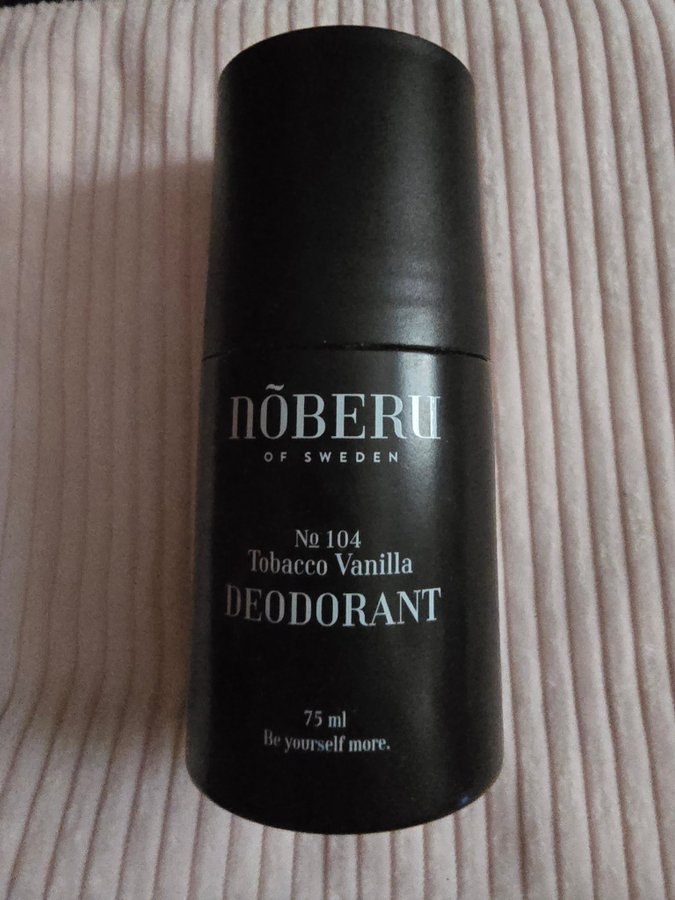 nõBERU
OF SWEDEN
№ 104
Tobacco Vanilla
DEODORANT
75 ml
Be yourself more.